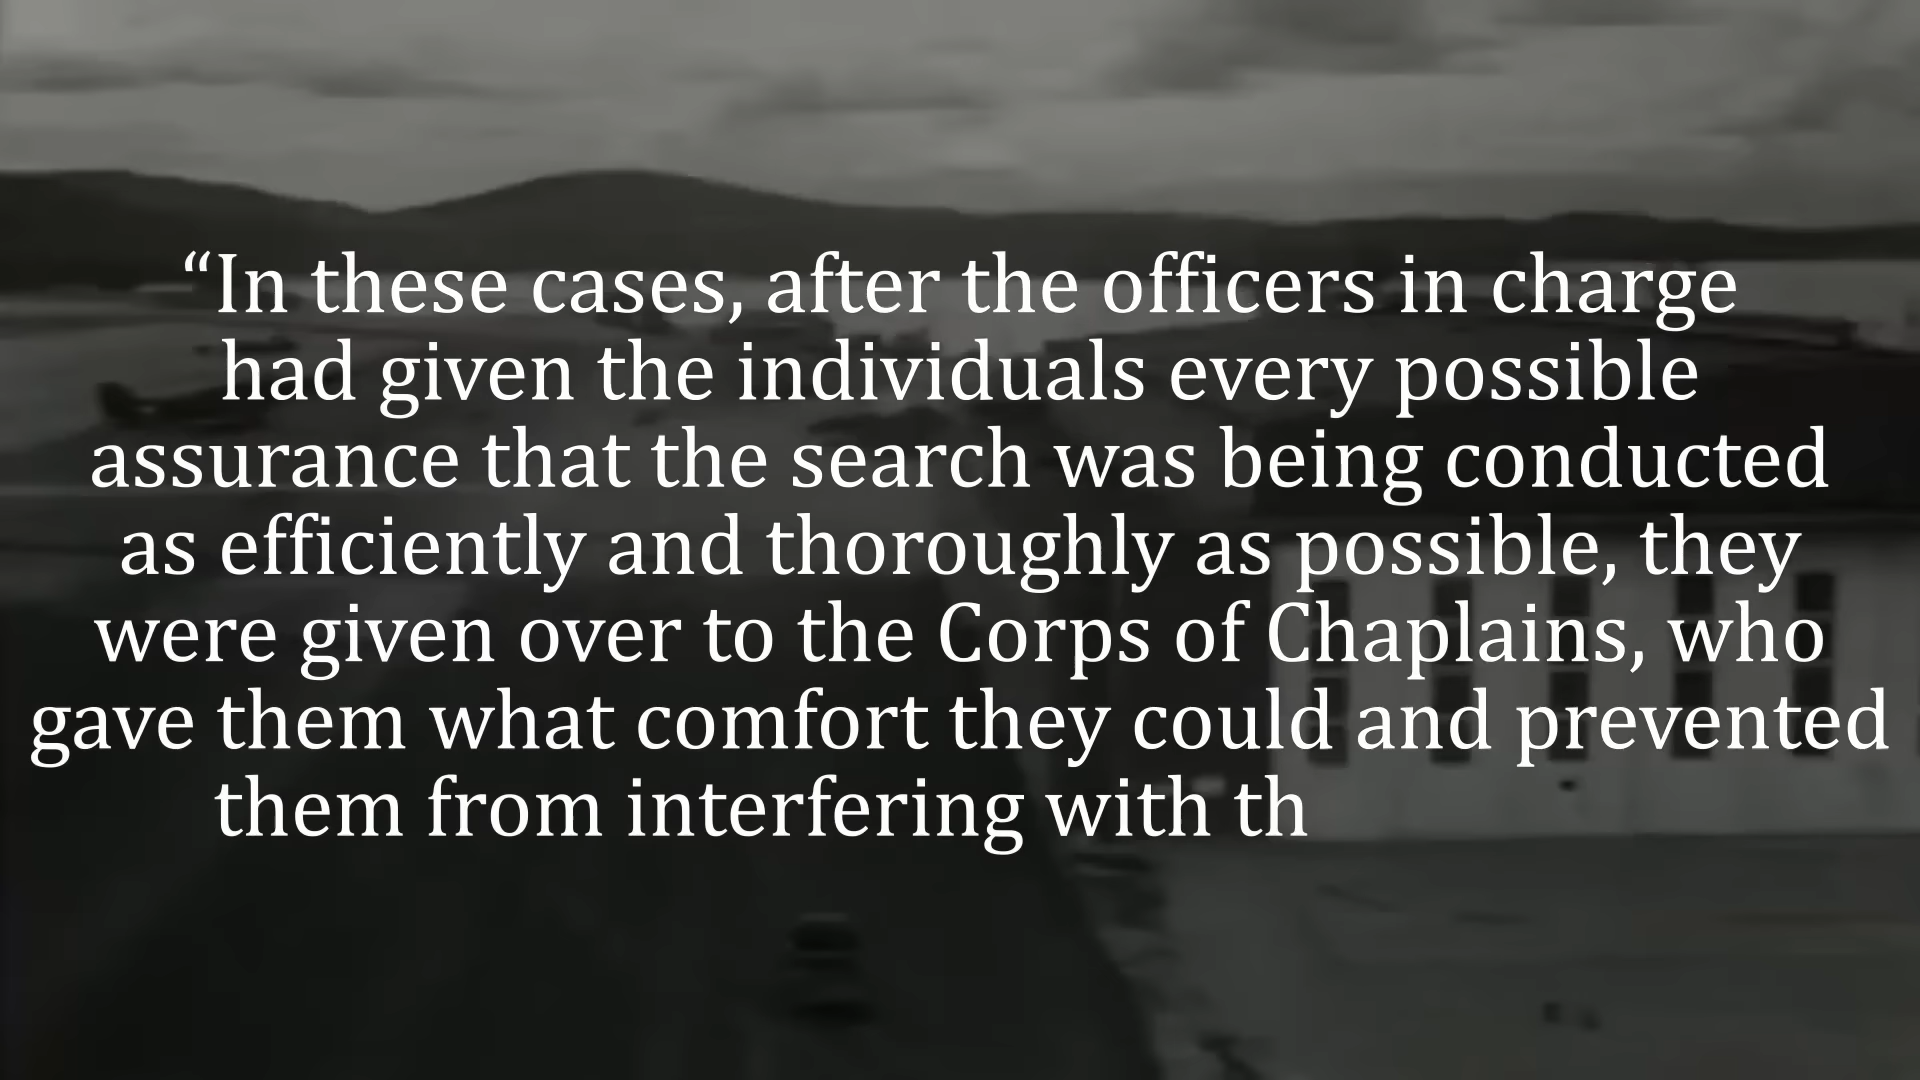 “In these cases, after the officers in charge
had given the individuals every possible
assurance that the search was being conducted
as efficiently and thoroughly as possible, they
were given over to the Corps of Chaplains, who
gave them what comfort they could and prevented
them from interfering with th